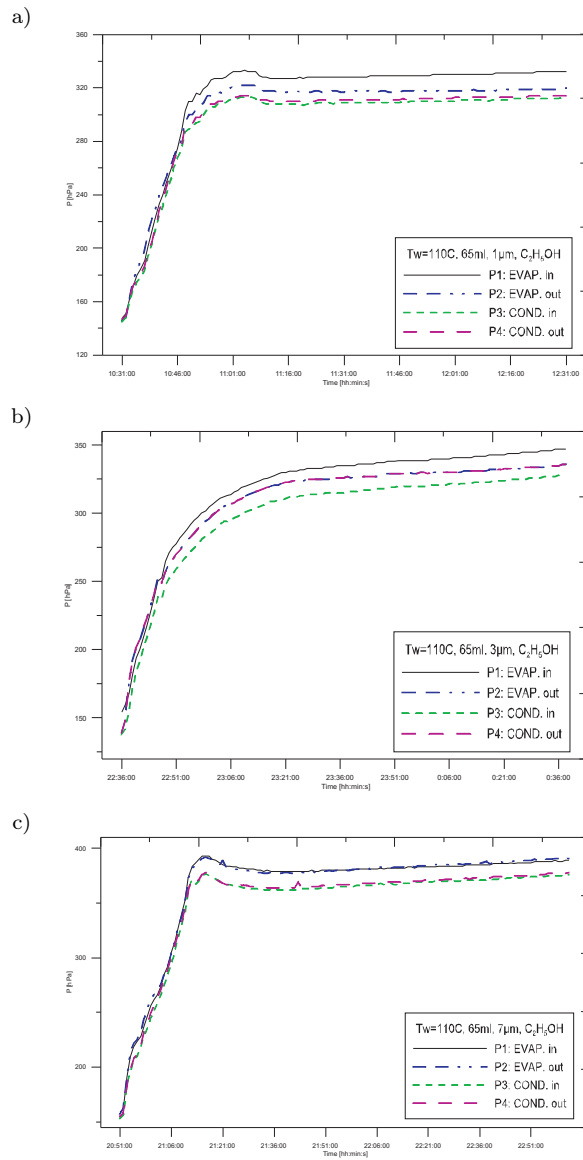 a)
360
320
280
240
200
160
120
P [hPa]
Tw=110C, 65ml, 1µm, C₂H₅OH
P1: EVAP. in
P2: EVAP. out
P3: COND. in
P4: COND. out
10:31:00 10:46:00 11:01:00 11:16:00 11:31:00 11:46:00 12:01:00 12:16:00 12:31:00
Time [hh:min:s]
b)
350
300
250
200
150
P [hPa]
Tw=110C, 65ml, 3µm, C₂H₅OH
P1: EVAP. in
P2: EVAP. out
P3: COND. in
P4: COND. out
22:36:00 22:51:00 23:06:00 23:21:00 23:36:00 23:51:00 0:06:00 0:21:00 0:36:00
Time [hh:min:s]
c)
400
300
200
P [hPa]
Tw=110C, 65ml, 7µm, C₂H₅OH
P1: EVAP. in
P2: EVAP. out
P3: COND. in
P4: COND. out
20:51:00 21:06:00 21:21:00 21:36:00 21:51:00 22:06:00 22:21:00 22:51:00
Time [hh:min:s]